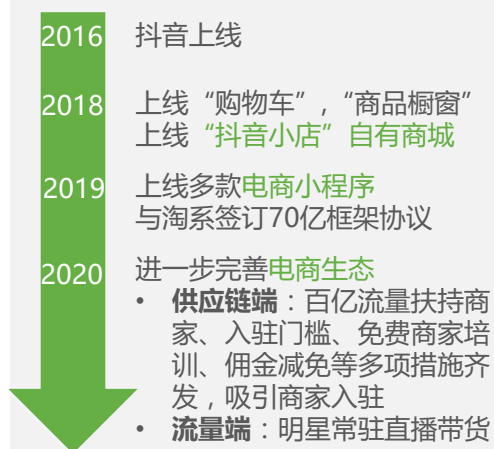 2016 抖音上线
2018 上线“购物车”,“商品橱窗”
上线“抖音小店”自有商城
2019 上线多款电商小程序
与淘系签订70亿框架协议
2020 进一步完善电商生态
• 供应链端：百亿流量扶持商
家、入驻门槛、免费商家培
训、佣金减免等多项措施齐
发，吸引商家入驻
• 流量端：明星常驻直播带货